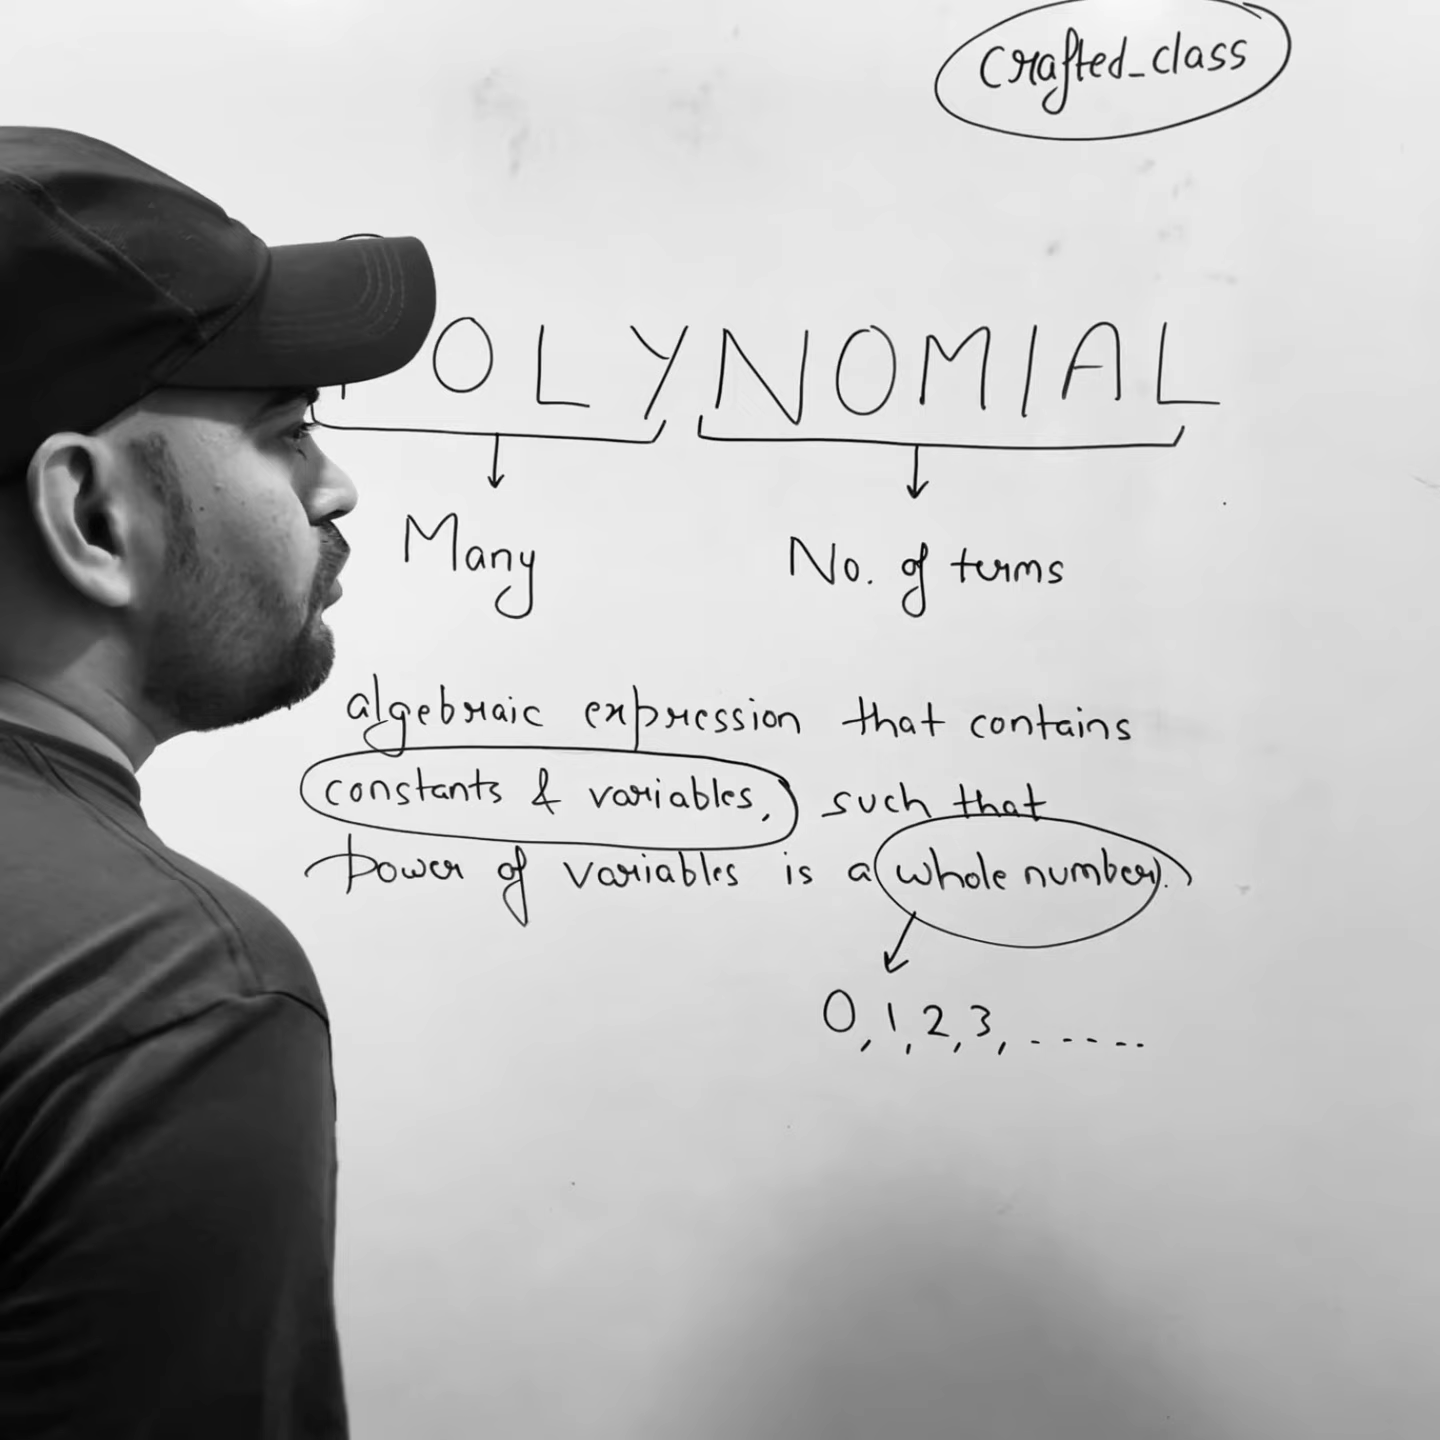 Crafted_class
POLYNOMIAL
Many
No. of terms
algebraic expression that contains
constants & variables, such that
power of variables is a whole number.
0, 1, 2, 3, ------